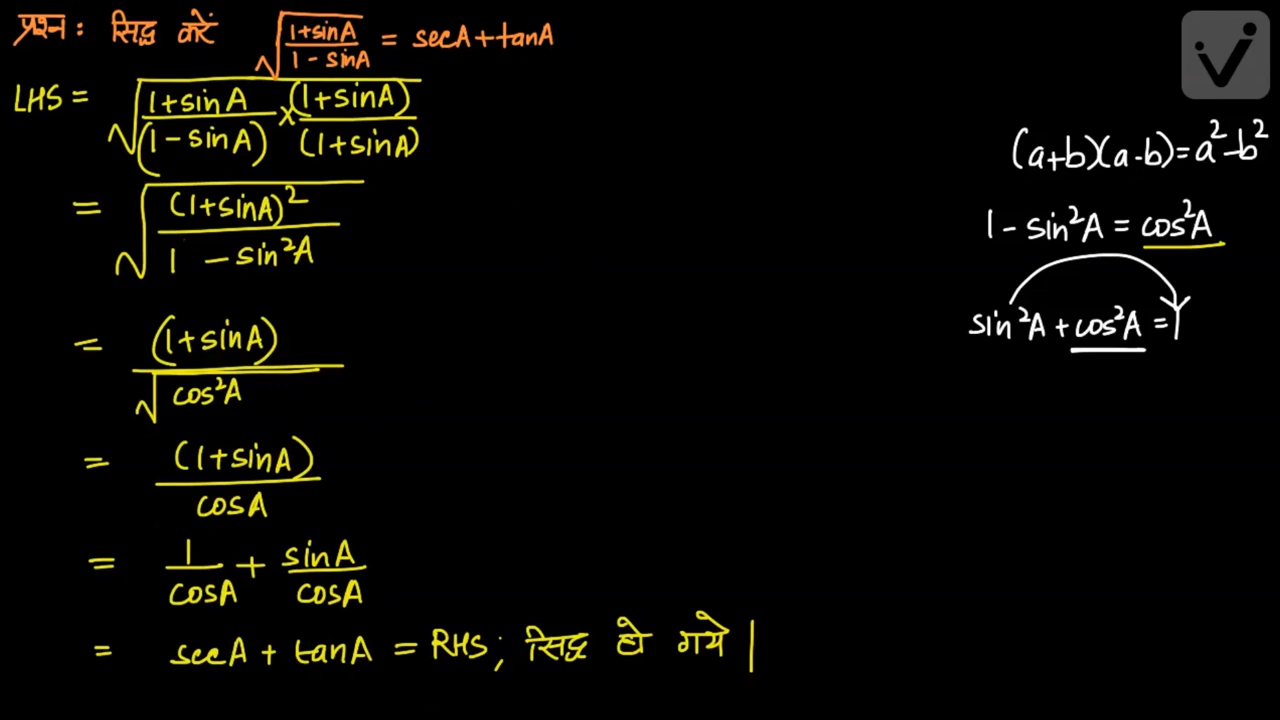 प्रश्न : सिद्ध करें √((1+sinA)/(1-sinA)) = secA+tanA
LHS = √((1+sinA)/(1-sinA) × (1+sinA)/(1+sinA))
= √((1+sinA)²/(1-sin²A))
= (1+sinA)/√(cos²A)
= (1+sinA)/cosA
= 1/cosA + sinA/cosA
= secA + tanA = RHS; सिद्ध हो गये |
(a+b)(a-b)=a²-b²
1-sin²A = cos²A
sin²A + cos²A = 1